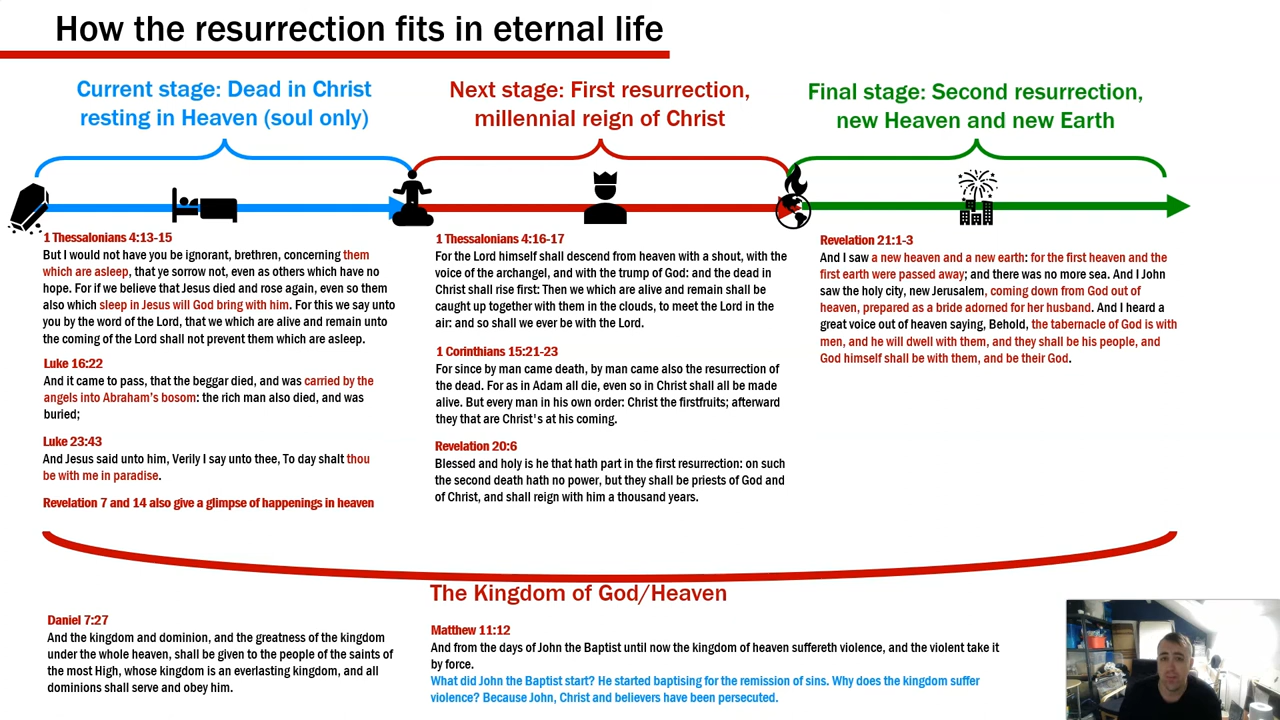 How the resurrection fits in eternal life
Current stage: Dead in Christ
resting in Heaven (soul only)
Next stage: First resurrection,
millennial reign of Christ
Final stage: Second resurrection,
new Heaven and new Earth
1 Thessalonians 4:13-15
But I would not have you be ignorant, brethren, concerning them
which are asleep, that ye sorrow not, even as others which have no
hope. For if we believe that Jesus died and rose again, even so them
also which sleep in Jesus will God bring with him. For this we say unto
you by the word of the Lord, that we which are alive and remain unto
the coming of the Lord shall not prevent them which are asleep.
Luke 16:22
And it came to pass, that the beggar died, and was carried by the
angels into Abraham's bosom: the rich man also died, and was
buried;
Luke 23:43
And Jesus said unto him, Verily I say unto thee, To day shalt thou
be with me in paradise.
Revelation 7 and 14 also give a glimpse of happenings in heaven
1 Thessalonians 4:16-17
For the Lord himself shall descend from heaven with a shout, with the
voice of the archangel, and with the trump of God: and the dead in
Christ shall rise first: Then we which are alive and remain shall be
caught up together with them in the clouds, to meet the Lord in the
air: and so shall we ever be with the Lord.
1 Corinthians 15:21-23
For since by man came death, by man came also the resurrection of
the dead. For as in Adam all die, even so in Christ shall all be made
alive. But every man in his own order: Christ the firstfruits; afterward
they that are Christ's at his coming.
Revelation 20:6
Blessed and holy is he that hath part in the first resurrection: on such
the second death hath no power, but they shall be priests of God and
of Christ, and shall reign with him a thousand years.
Revelation 21:1-3
And I saw a new heaven and a new earth: for the first heaven and the
first earth were passed away; and there was no more sea. And I John
saw the holy city, new Jerusalem, coming down from God out of
heaven, prepared as a bride adorned for her husband. And I heard a
great voice out of heaven saying, Behold, the tabernacle of God is with
men, and he will dwell with them, and they shall be his people, and
God himself shall be with them, and be their God.
The Kingdom of God/Heaven
Daniel 7:27
And the kingdom and dominion, and the greatness of the kingdom
under the whole heaven, shall be given to the people of the saints of
the most High, whose kingdom is an everlasting kingdom, and all
dominions shall serve and obey him.
Matthew 11:12
And from the days of John the Baptist until now the kingdom of heaven suffereth violence, and the violent take it
by force.
What did John the Baptist start? He started baptising for the remission of sins. Why does the kingdom suffer
violence? Because John, Christ and believers have been persecuted.